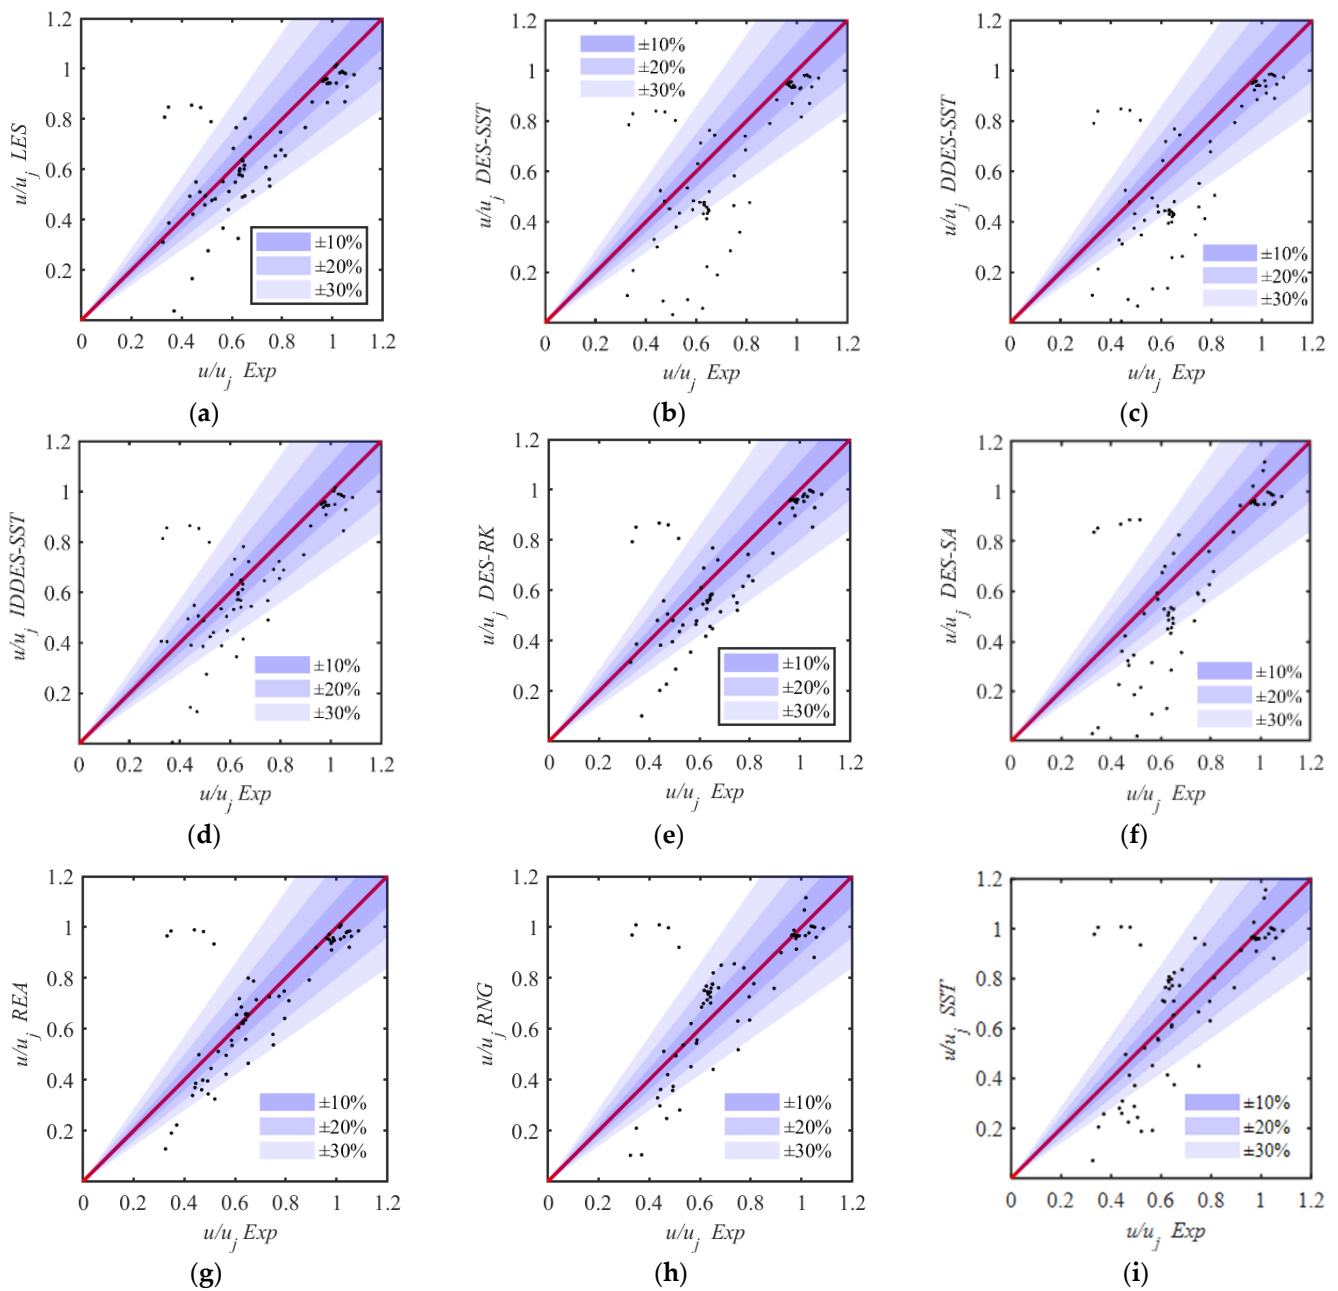 1.2
1
0.8
0.6
0.4
0.2
0 0.2 0.4 0.6 0.8 1 1.2
u/u_j LES
u/u_j Exp
±10%
±20%
±30%
(a)
1.2
1
0.8
0.6
0.4
0.2
0 0.2 0.4 0.6 0.8 1 1.2
u/u_j DES-SST
u/u_j Exp
±10%
±20%
±30%
(b)
1.2
1
0.8
0.6
0.4
0.2
0 0.2 0.4 0.6 0.8 1 1.2
u/u_j DDES-SST
u/u_j Exp
±10%
±20%
±30%
(c)
1.2
1
0.8
0.6
0.4
0.2
0 0.2 0.4 0.6 0.8 1 1.2
u/u_j IDDES-SST
u/u_j Exp
±10%
±20%
±30%
(d)
1.2
1
0.8
0.6
0.4
0.2
0 0.2 0.4 0.6 0.8 1 1.2
u/u_j DES-RK
u/u_j Exp
±10%
±20%
±30%
(e)
1.2
1
0.8
0.6
0.4
0.2
0 0.2 0.4 0.6 0.8 1 1.2
u/u_j DES-SA
u/u_j Exp
±10%
±20%
±30%
(f)
1.2
1
0.8
0.6
0.4
0.2
0 0.2 0.4 0.6 0.8 1 1.2
u/u_j REA
u/u_j Exp
±10%
±20%
±30%
(g)
1.2
1
0.8
0.6
0.4
0.2
0 0.2 0.4 0.6 0.8 1 1.2
u/u_j RNG
u/u_j Exp
±10%
±20%
±30%
(h)
1.2
1
0.8
0.6
0.4
0.2
0 0.2 0.4 0.6 0.8 1 1.2
u/u_j SST
u/u_j Exp
±10%
±20%
±30%
(i)